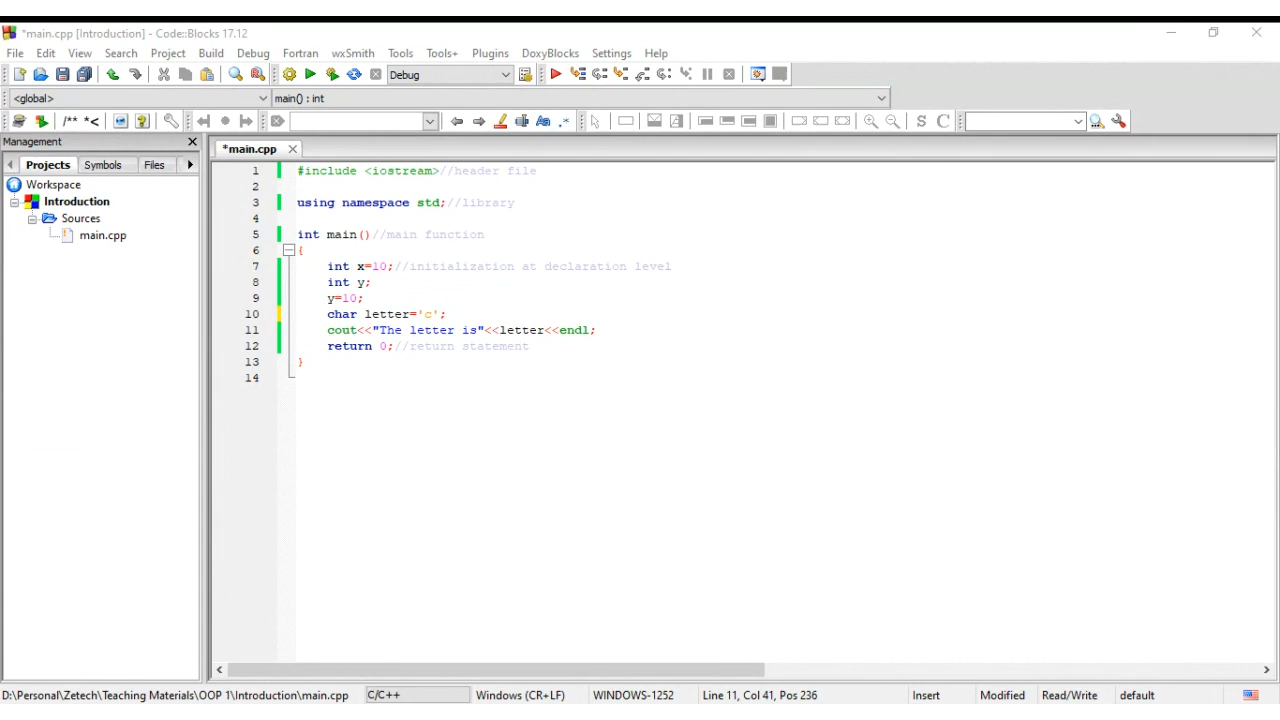 *main.cpp [Introduction] - Code::Blocks 17.12
File Edit View Search Project Build Debug Fortran wxSmith Tools Tools+ Plugins DoxyBlocks Settings Help
Debug
<global> main() : int
/** *< S C
Management
*main.cpp
Projects Symbols Files
Workspace
Introduction
Sources
main.cpp
1 #include <iostream>//header file
2
3 using namespace std;//library
4
5 int main()//main function
6 {
7 int x=10;//initialization at declaration level
8 int y;
9 y=10;
10 char letter='c';
11 cout<<"The letter is"<<letter<<endl;
12 return 0;//return statement
13 }
14
D:\Personal\Zetech\Teaching Materials\OOP 1\Introduction\main.cpp C/C++ Windows (CR+LF) WINDOWS-1252 Line 11, Col 41, Pos 236 Insert Modified Read/Write default